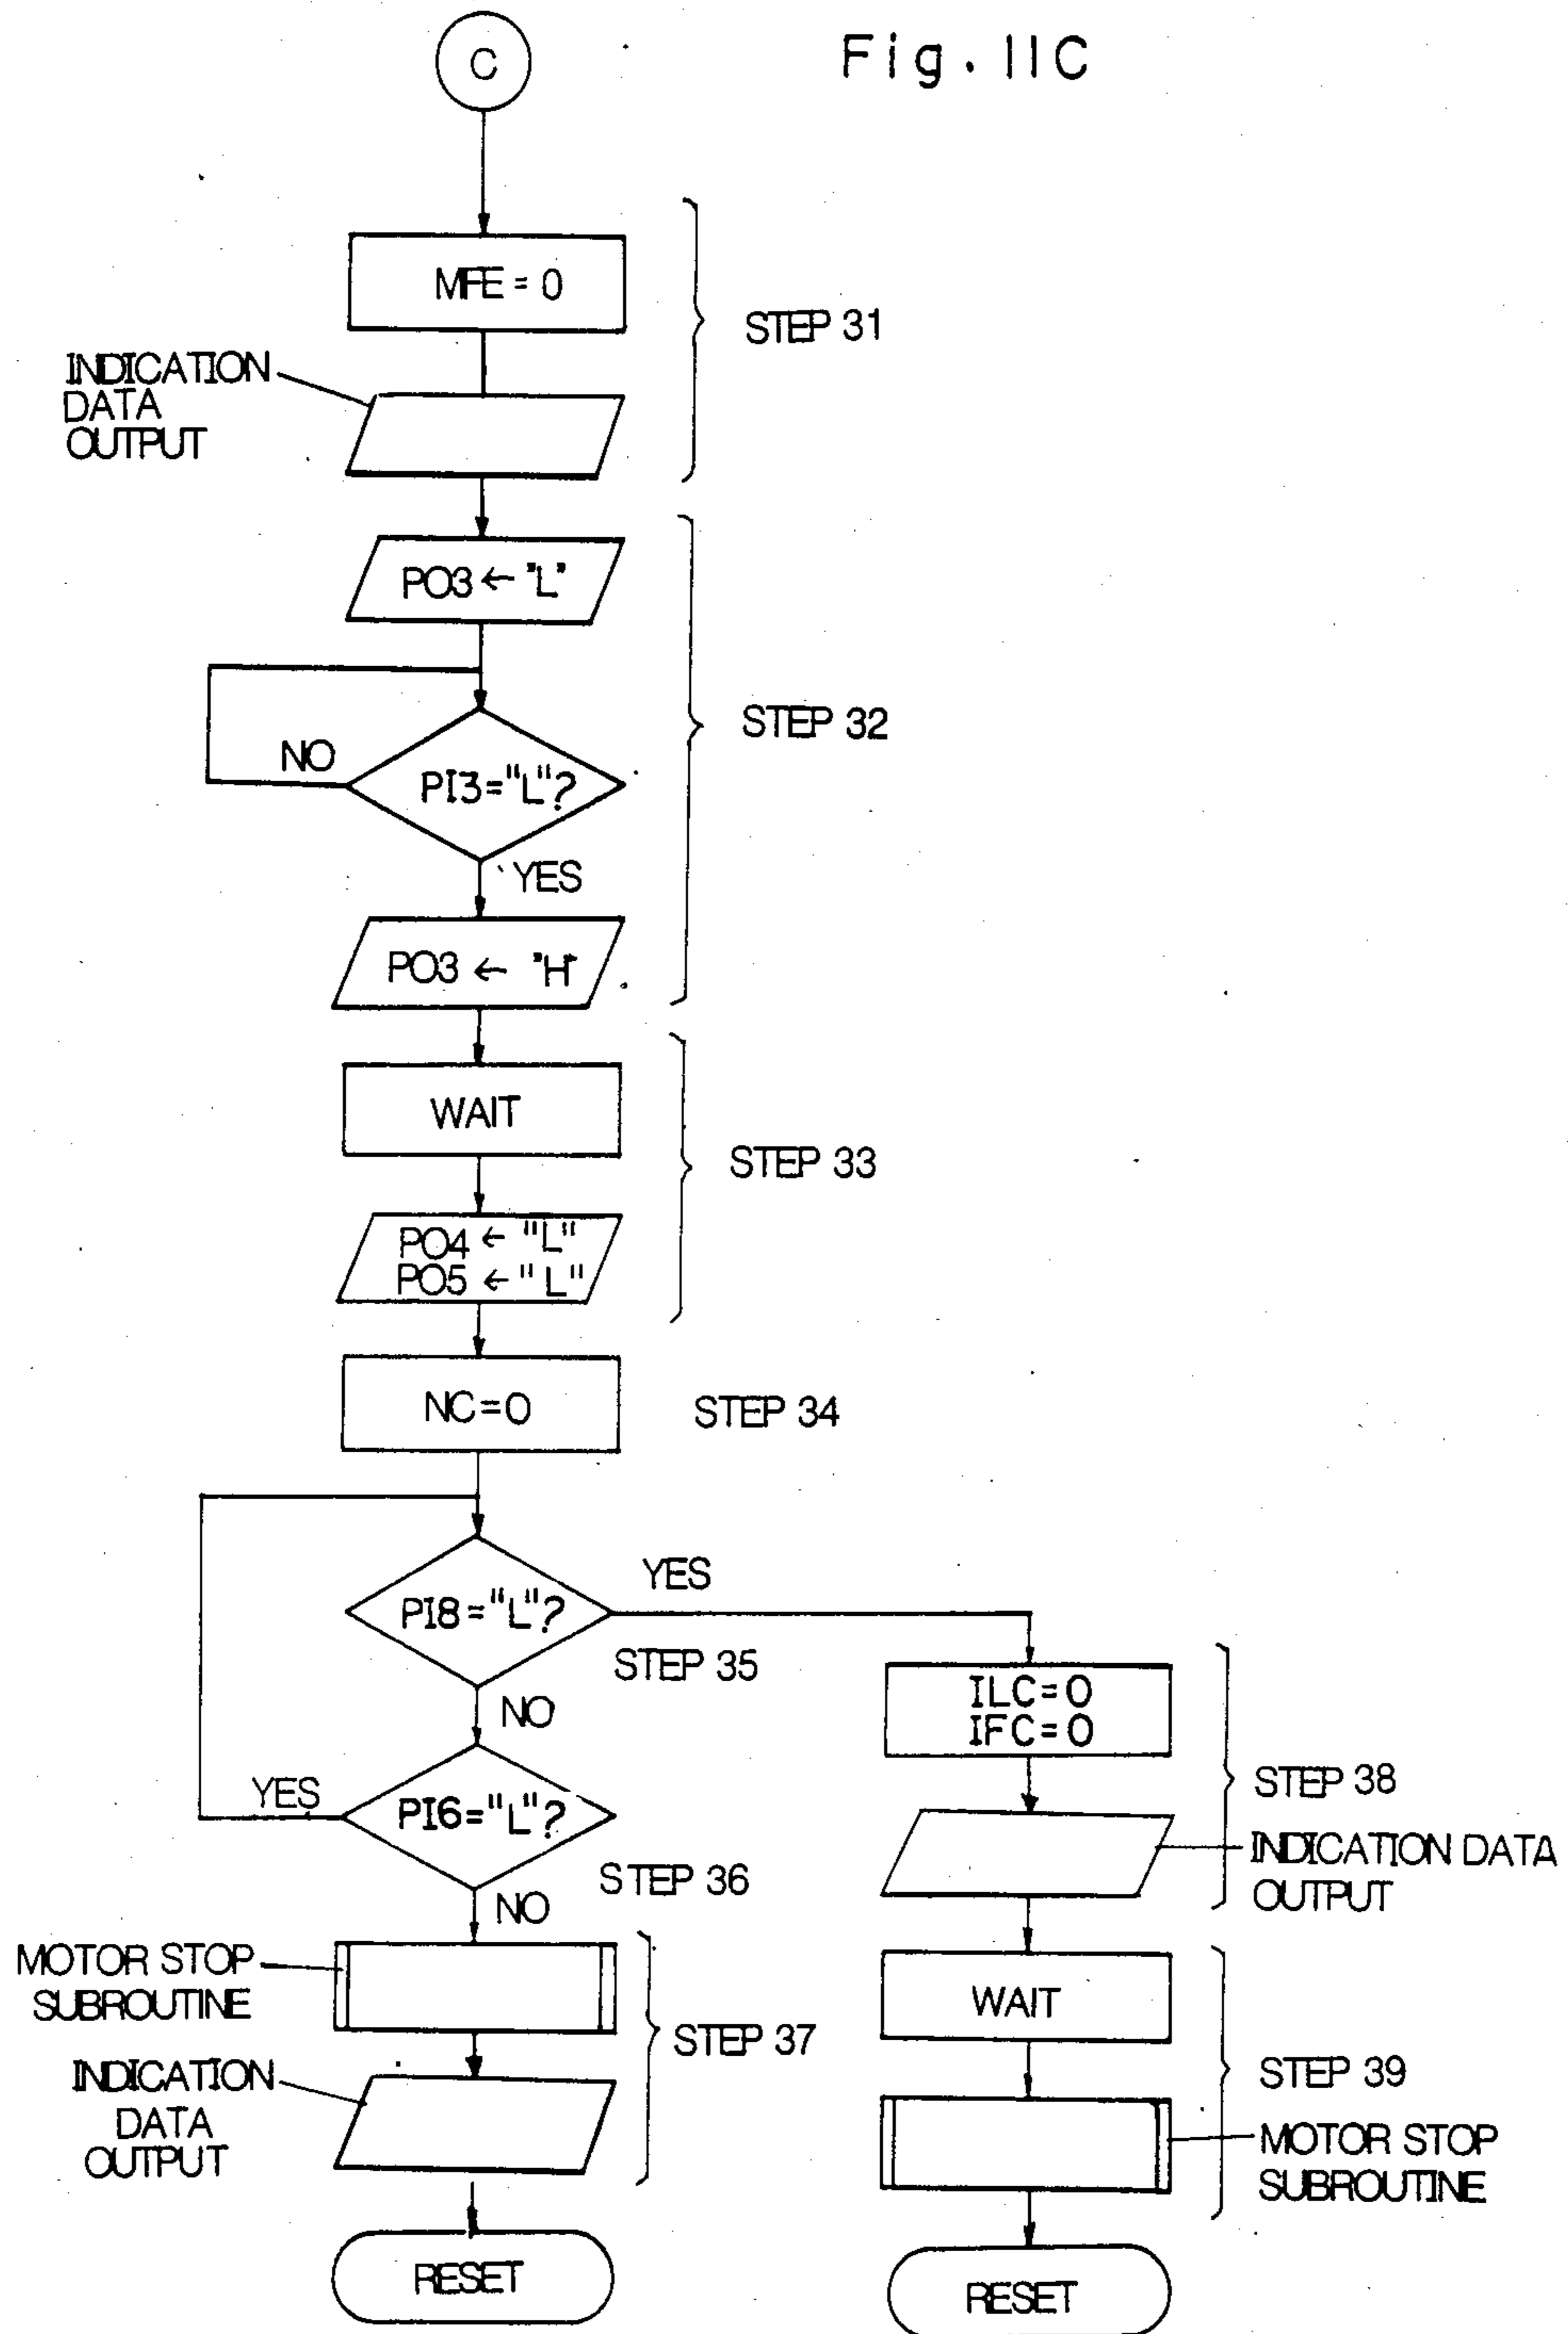 Fig. 11C
C
MFE = 0
STEP 31
INDICATION
DATA
OUTPUT
PO3 ← "L"
STEP 32
NO
PI3="L"?
YES
PO3 ← "H"
WAIT
STEP 33
PO4 ← "L"
PO5 ← "L"
NC=0
STEP 34
YES
PI8="L"?
STEP 35
NO
YES
PI6="L"?
STEP 36
NO
MOTOR STOP
SUBROUTINE
STEP 37
INDICATION
DATA
OUTPUT
RESET
ILC=0
IFC=0
STEP 38
INDICATION DATA
OUTPUT
WAIT
STEP 39
MOTOR STOP
SUBROUTINE
RESET